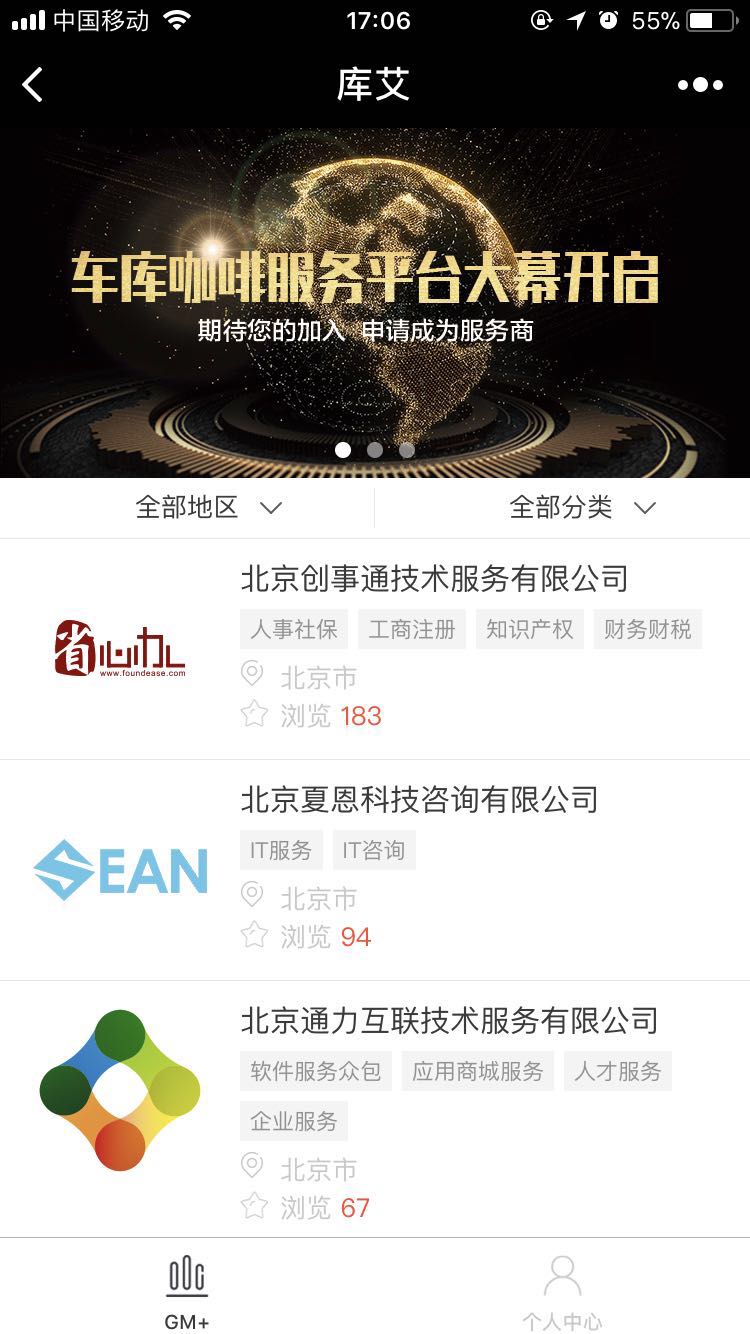 中国移动 17:06 55%
库艾
车库咖啡服务平台大幕开启
期待您的加入 申请成为服务商
全部地区 全部分类
北京创事通技术服务有限公司
人事社保 工商注册 知识产权 财务财税
省心办
www.foundease.com
北京市
浏览 183
北京夏恩科技咨询有限公司
IT服务 IT咨询
SEAN
北京市
浏览 94
北京通力互联技术服务有限公司
软件服务众包 应用商城服务 人才服务
企业服务
北京市
浏览 67
GM+ 个人中心